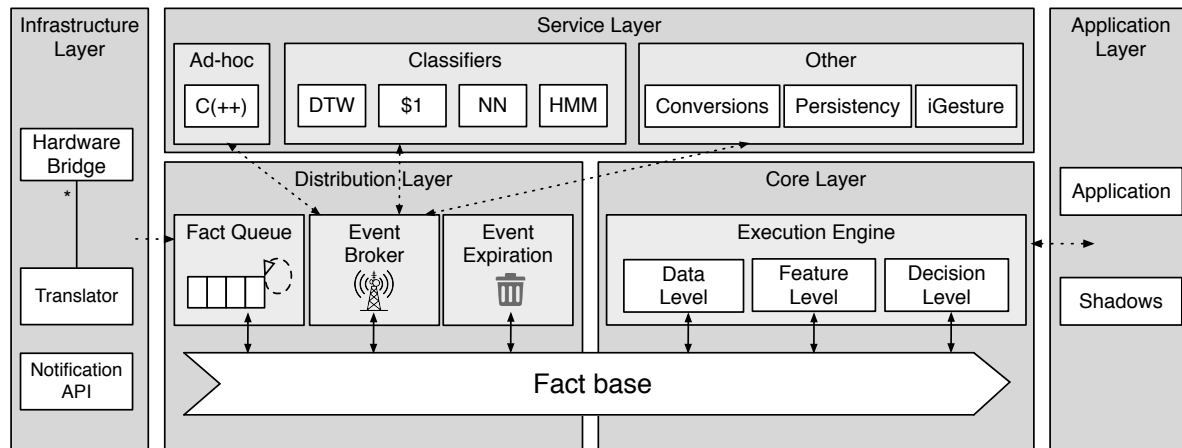 Infrastructure
Layer
Hardware
Bridge
*
Translator
Notification
API
Service Layer
Ad-hoc
C(++)
Classifiers
DTW
$1
NN
HMM
Other
Conversions
Persistency
iGesture
Distribution Layer
Fact Queue
Event
Broker
Event
Expiration
Core Layer
Execution Engine
Data
Level
Feature
Level
Decision
Level
Fact base
Application
Layer
Application
Shadows